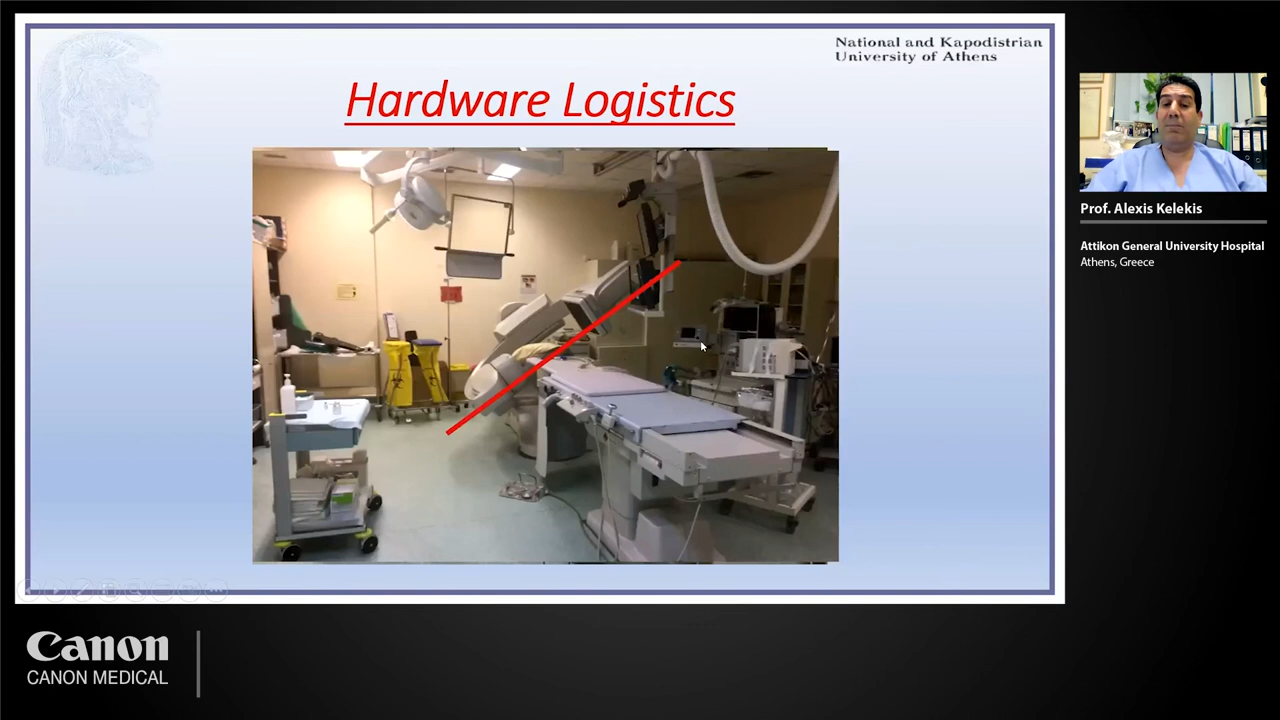 National and Kapodistrian
University of Athens
Hardware Logistics
Prof. Alexis Kelekis
Attikon General University Hospital
Athens, Greece
Canon
CANON MEDICAL